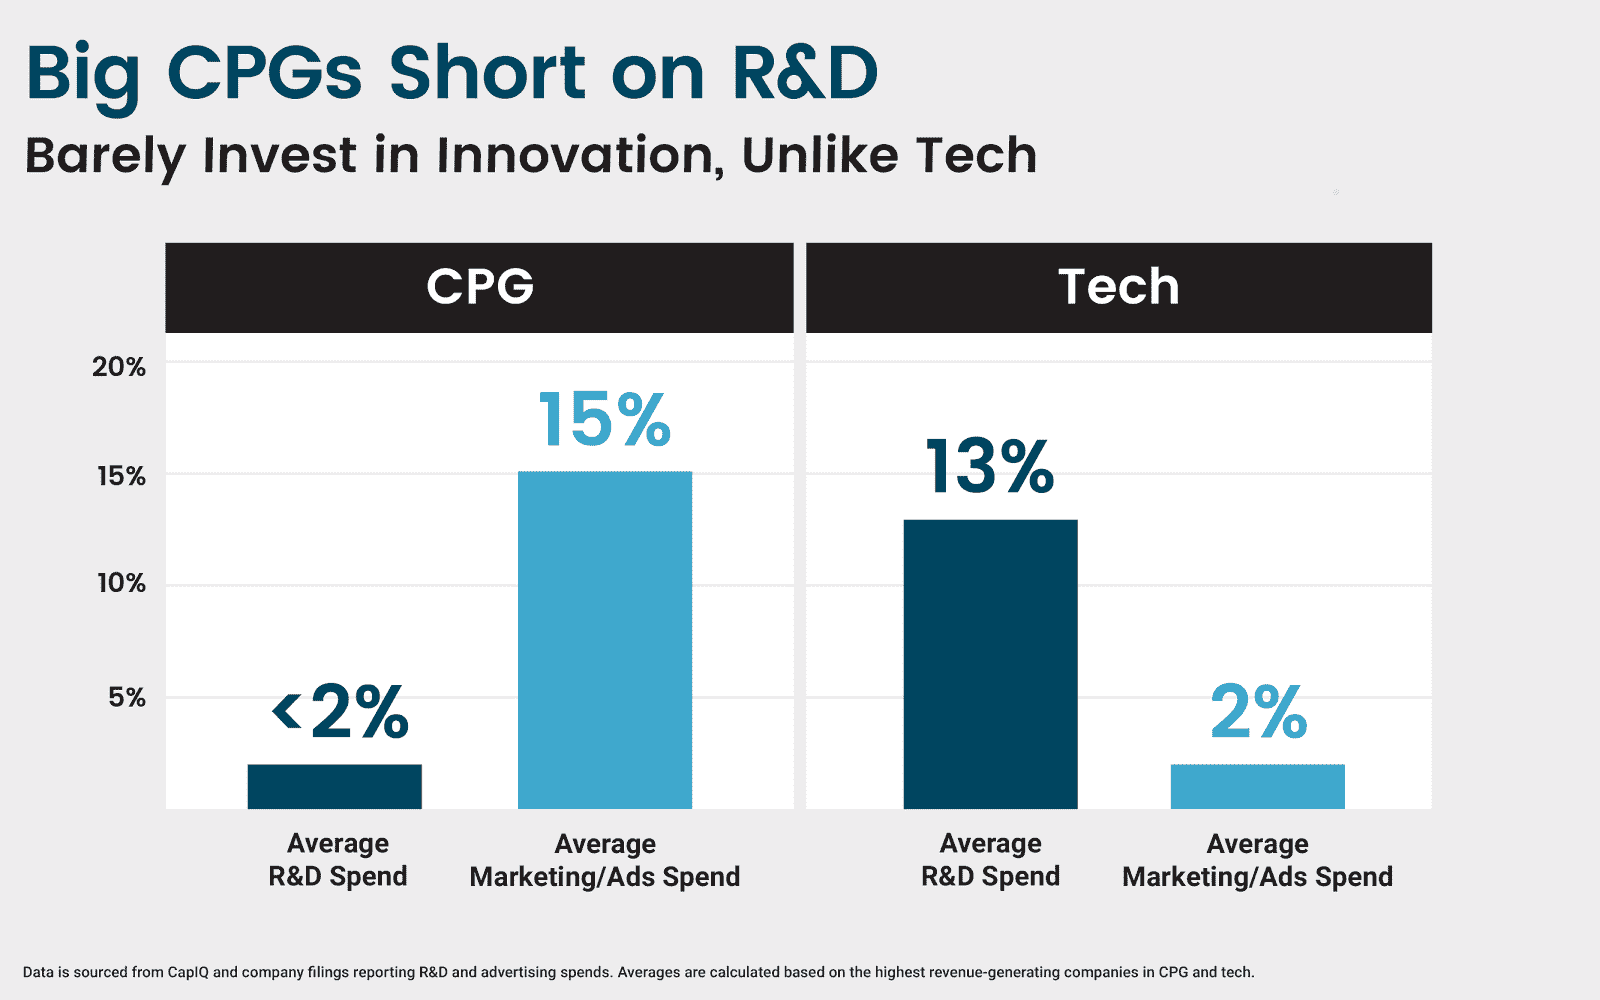 Big CPGs Short on R&D
Barely Invest in Innovation, Unlike Tech
CPG
Tech
20%
15%
10%
5%
<2%
15%
13%
2%
Average
R&D Spend
Average
Marketing/Ads Spend
Average
R&D Spend
Average
Marketing/Ads Spend
Data is sourced from CapIQ and company filings reporting R&D and advertising spends. Averages are calculated based on the highest revenue-generating companies in CPG and tech.